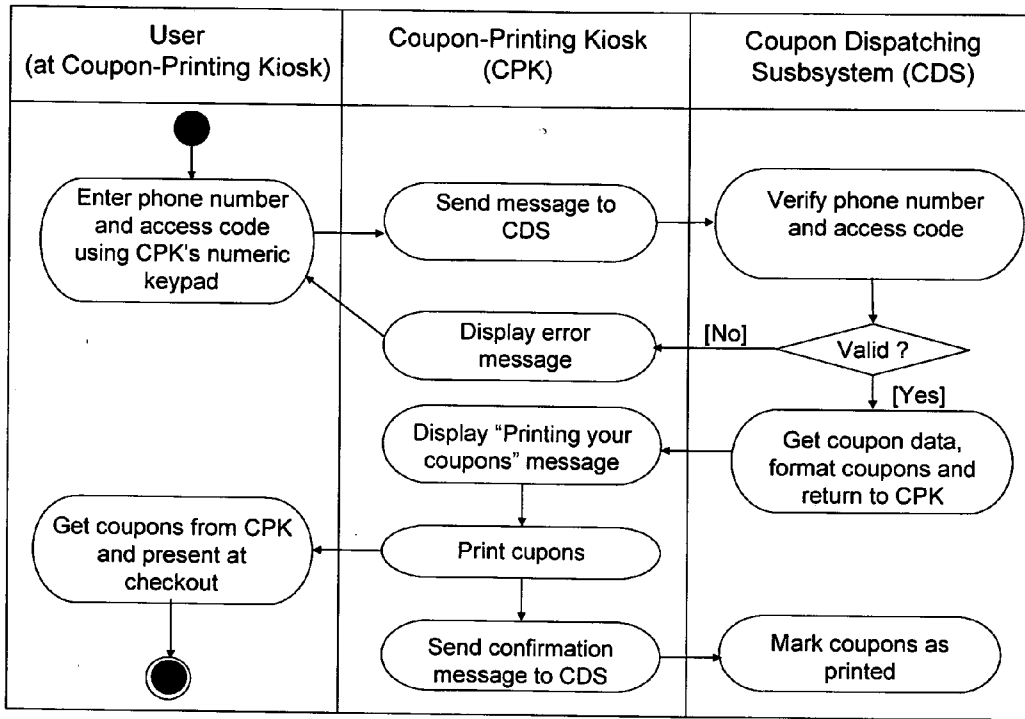 User
(at Coupon-Printing Kiosk)
Coupon-Printing Kiosk
(CPK)
Coupon Dispatching
Susbsystem (CDS)
Enter phone number
and access code
using CPK's numeric
keypad
Send message to
CDS
Verify phone number
and access code
Display error
message
[No]
Valid ?
[Yes]
Display “Printing your
coupons” message
Get coupon data,
format coupons and
return to CPK
Get coupons from CPK
and present at
checkout
Print cupons
Send confirmation
message to CDS
Mark coupons as
printed